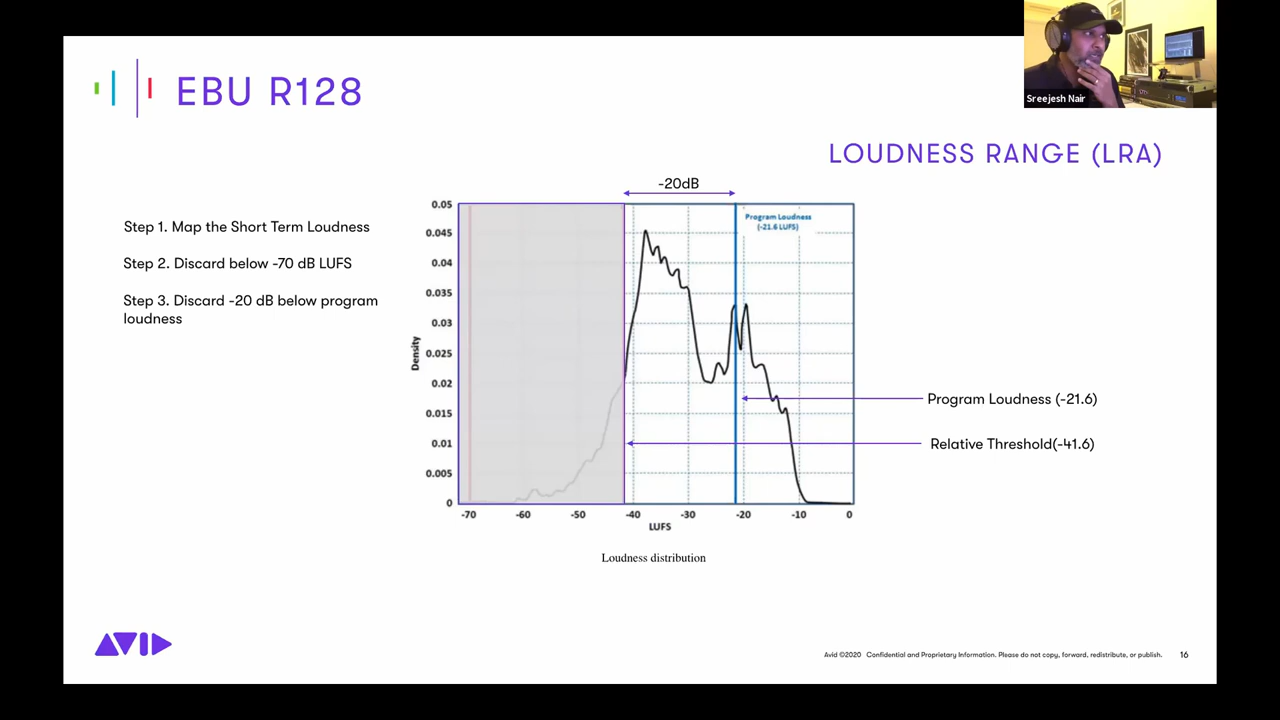 Sreejesh Nair
EBU R128
LOUDNESS RANGE (LRA)
Step 1. Map the Short Term Loudness
Step 2. Discard below -70 dB LUFS
Step 3. Discard -20 dB below program
loudness
-20dB
Program Loudness
(-21.6 LUFS)
0.05
0.045
0.04
0.035
0.03
0.025
0.02
0.015
0.01
0.005
0
Density
-70 -60 -50 -40 -30 -20 -10 0
LUFS
Program Loudness (-21.6)
Relative Threshold(-41.6)
Loudness distribution
AVID
Avid ©2020 Confidential and Proprietary Information. Please do not copy, forward, redistribute, or publish.
16